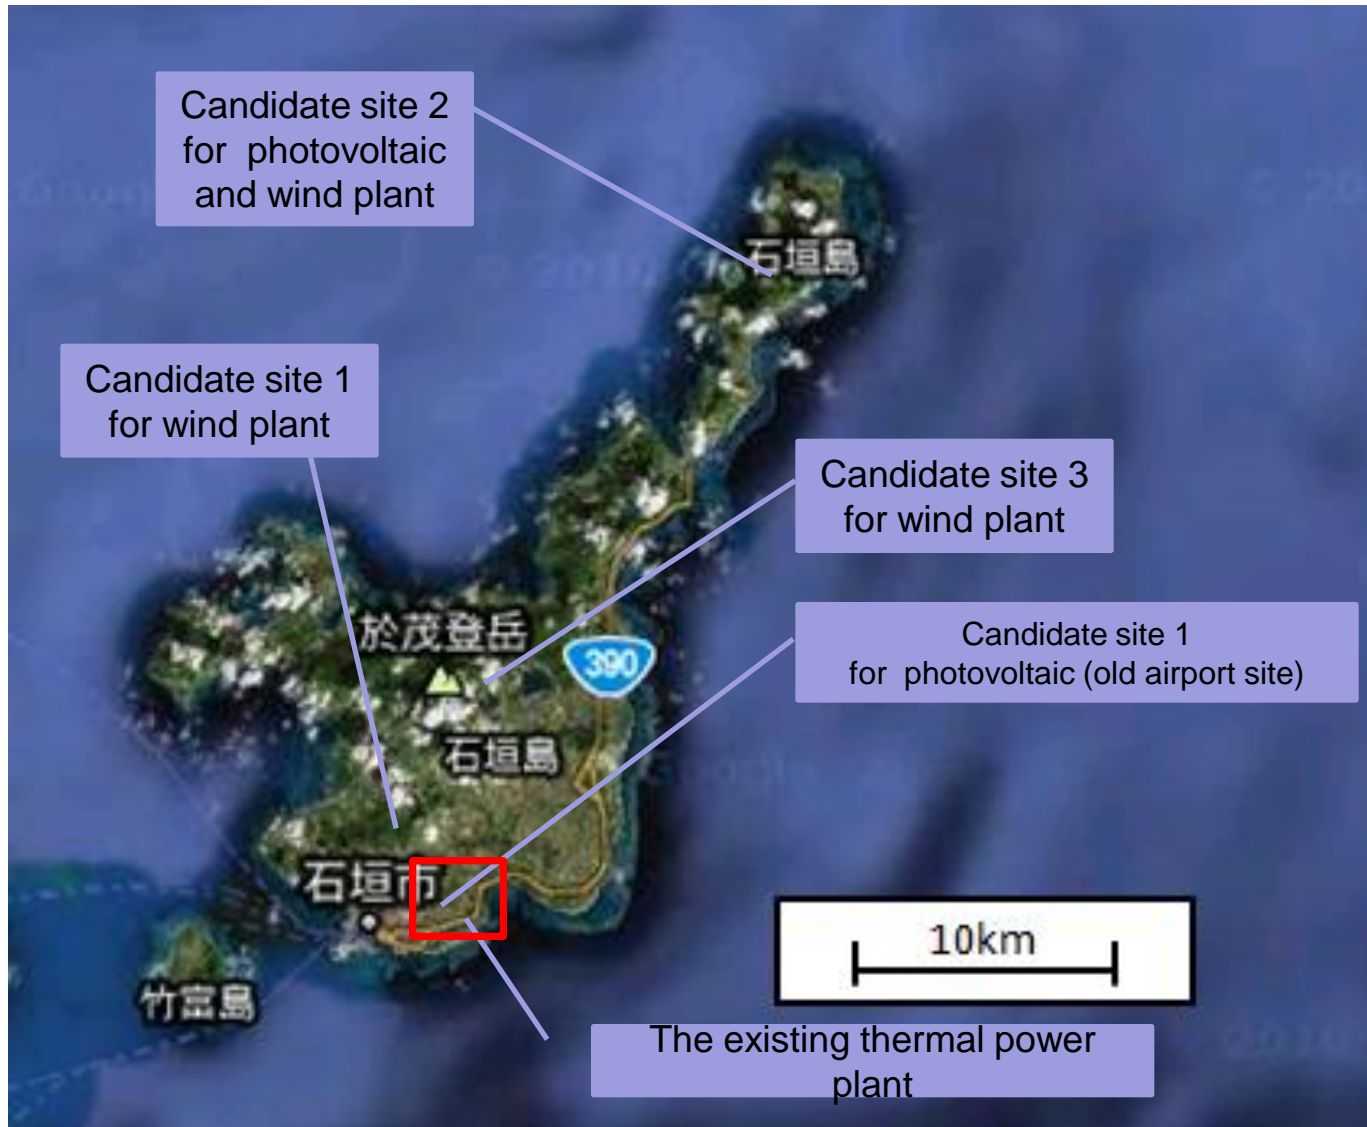 Candidate site 2
for photovoltaic
and wind plant
石垣島
Candidate site 1
for wind plant
Candidate site 3
for wind plant
於茂登岳
390
Candidate site 1
for photovoltaic (old airport site)
石垣島
石垣市
10km
竹富島
The existing thermal power
plant